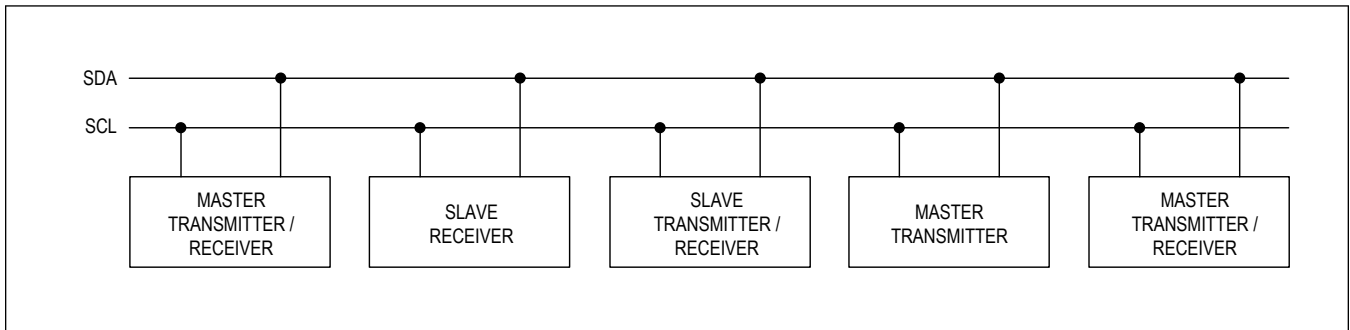 SDA
SCL
MASTER
TRANSMITTER /
RECEIVER
SLAVE
RECEIVER
SLAVE
TRANSMITTER /
RECEIVER
MASTER
TRANSMITTER
MASTER
TRANSMITTER /
RECEIVER